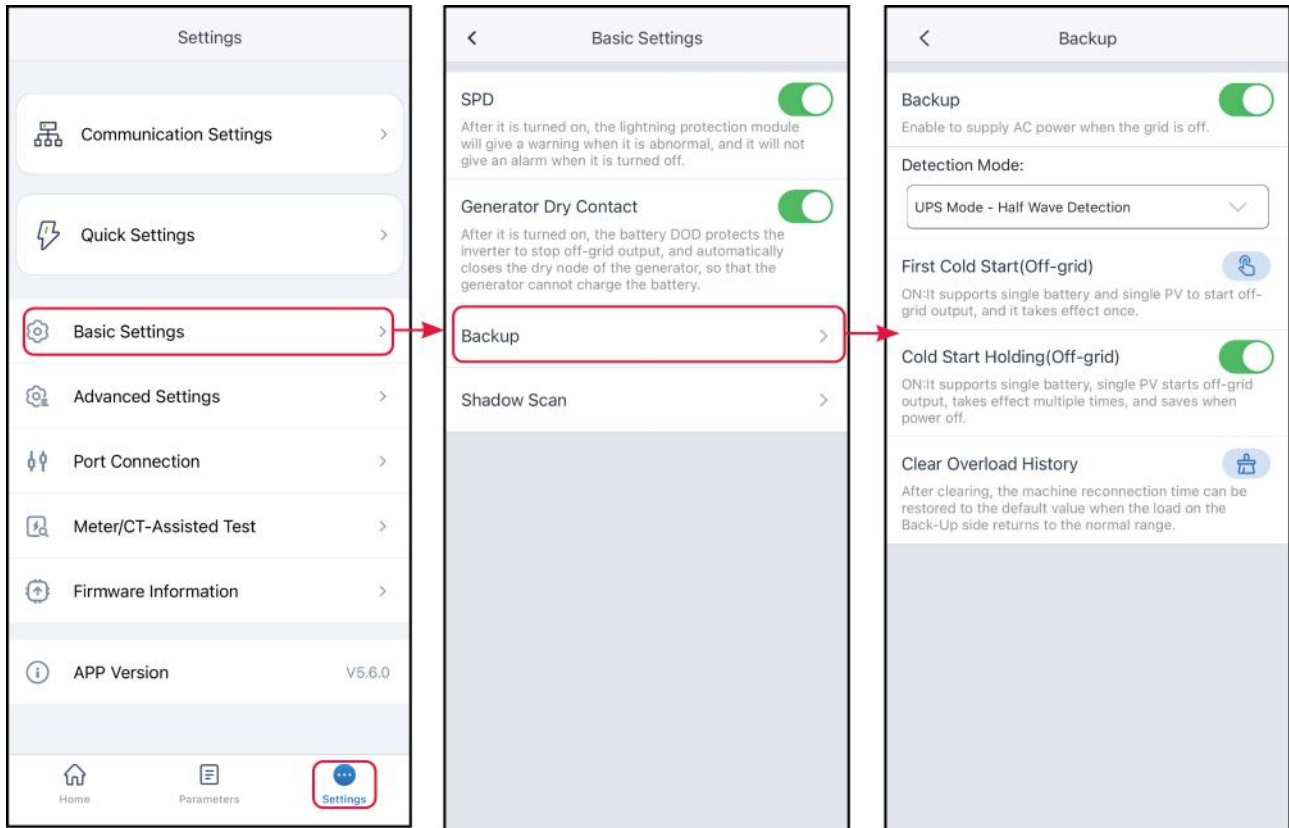 Settings
Communication Settings
Quick Settings
Basic Settings
Advanced Settings
Port Connection
Meter/CT-Assisted Test
Firmware Information
APP Version V5.6.0
Home Parameters Settings
Basic Settings
SPD
After it is turned on, the lightning protection module
will give a warning when it is abnormal, and it will not
give an alarm when it is turned off.
Generator Dry Contact
After it is turned on, the battery DOD protects the
inverter to stop off-grid output, and automatically
closes the dry node of the generator, so that the
generator cannot charge the battery.
Backup
Shadow Scan
Backup
Backup
Enable to supply AC power when the grid is off.
Detection Mode:
UPS Mode - Half Wave Detection
First Cold Start(Off-grid)
ON:It supports single battery and single PV to start off-
grid output, and it takes effect once.
Cold Start Holding(Off-grid)
ON:It supports single battery, single PV starts off-grid
output, takes effect multiple times, and saves when
power off.
Clear Overload History
After clearing, the machine reconnection time can be
restored to the default value when the load on the
Back-Up side returns to the normal range.